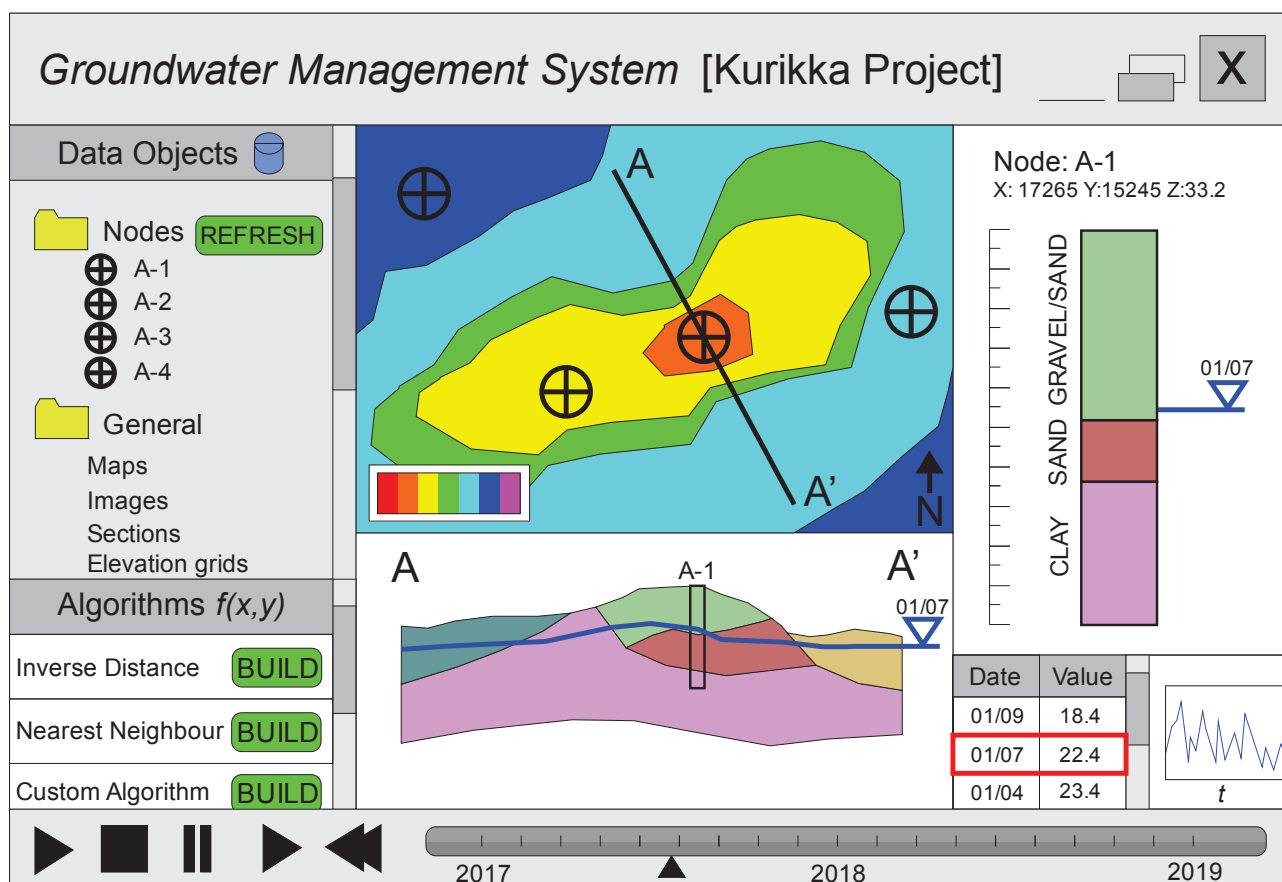 Groundwater Management System [Kurikka Project]
X
Data Objects
Nodes
REFRESH
A-1
A-2
A-3
A-4
General
Maps
Images
Sections
Elevation grids
Algorithms f(x,y)
Inverse Distance
BUILD
Nearest Neighbour
BUILD
Custom Algorithm
BUILD
A
A'
N
A
A-1
A'
01/07
Node: A-1
X: 17265 Y:15245 Z:33.2
GRAVEL/SAND
SAND
CLAY
01/07
Date Value
01/09 18.4
01/07 22.4
01/04 23.4
t
2017 2018 2019